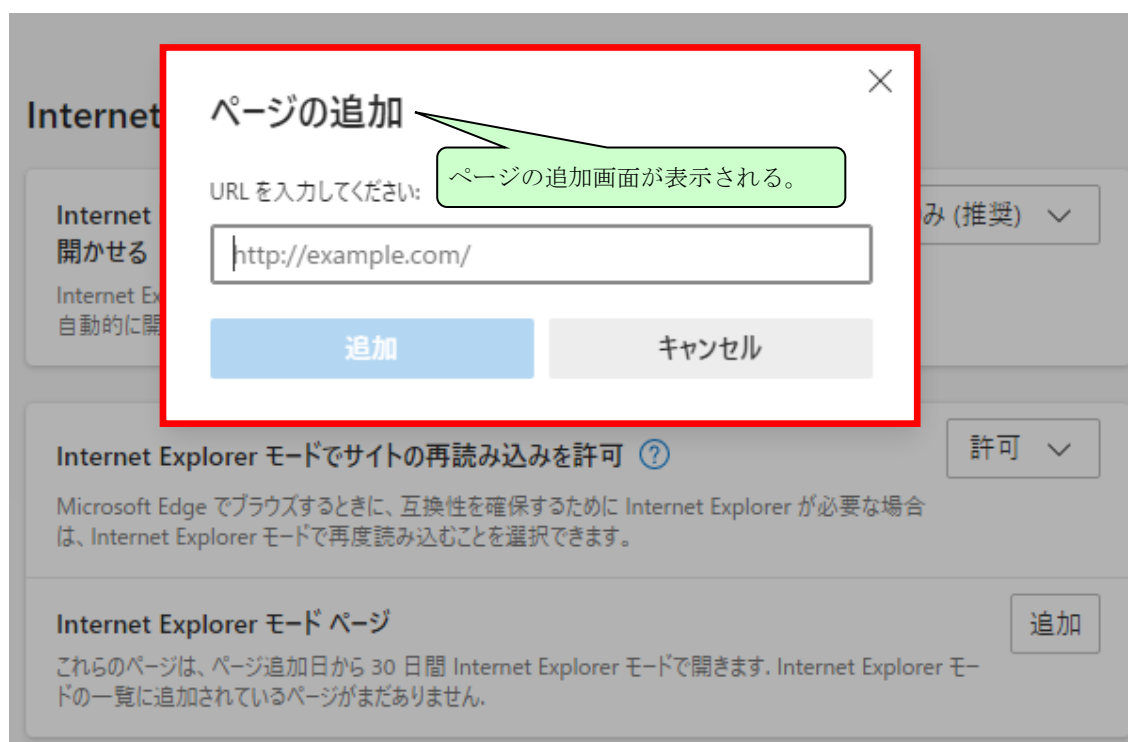 Internet
ページの追加
ページの追加画面が表示される。
URL を入力してください:
http://example.com/
追加
キャンセル
Internet
開かせる
み (推奨)
Internet Ex
自動的に開
Internet Explorer モードでサイトの再読み込みを許可
許可
Microsoft Edge でブラウズするときに、互換性を確保するために Internet Explorer が必要な場合
は、Internet Explorer モードで再度読み込むことを選択できます。
Internet Explorer モード ページ
追加
これらのページは、ページ追加日から 30 日間 Internet Explorer モードで開きます. Internet Explorer モー
ドの一覧に追加されているページがまだありません.